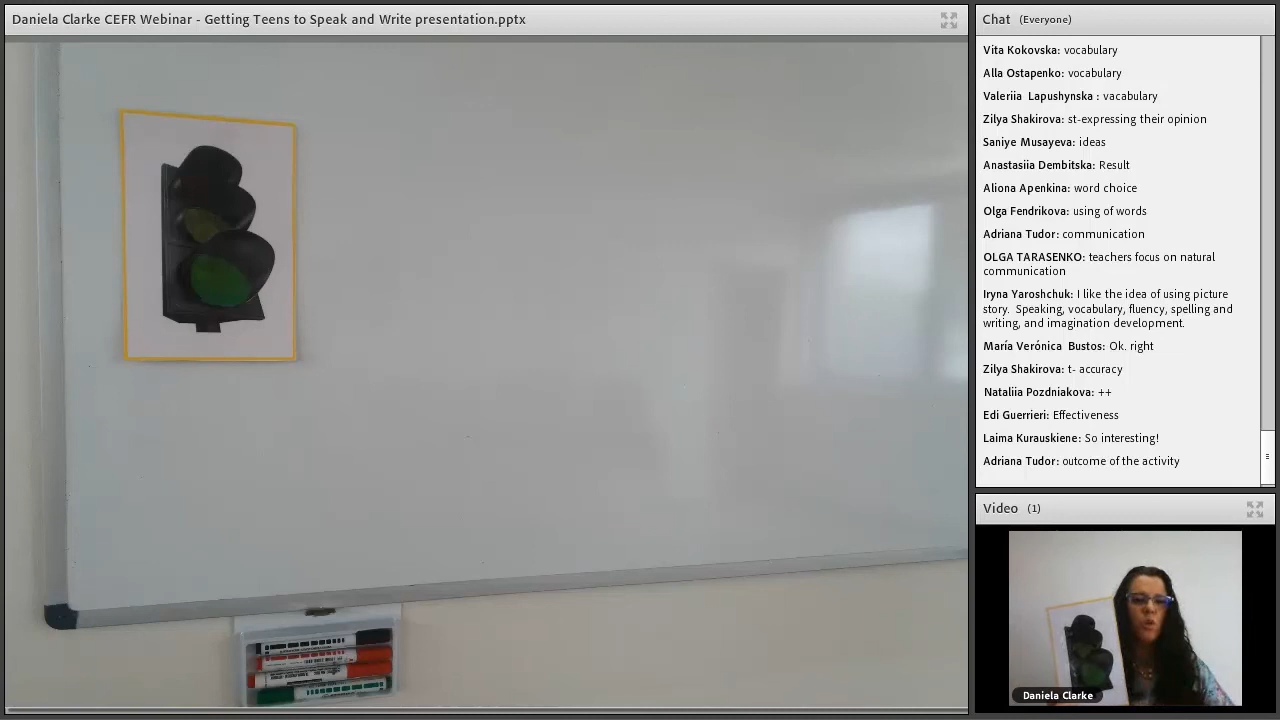 Daniela Clarke CEFR Webinar - Getting Teens to Speak and Write presentation.pptx
Chat (Everyone)
Vita Kokovska: vocabulary
Alla Ostapenko: vocabulary
Valeriia Lapushynska : vacabulary
Zilya Shakirova: st-expressing their opinion
Saniye Musayeva: ideas
Anastasiia Dembitska: Result
Aliona Apenkina: word choice
Olga Fendrikova: using of words
Adriana Tudor: communication
OLGA TARASENKO: teachers focus on natural
communication
Iryna Yaroshchuk: I like the idea of using picture
story. Speaking, vocabulary, fluency, spelling and
writing, and imagination development.
María Verónica Bustos: Ok. right
Zilya Shakirova: t- accuracy
Nataliia Pozdniakova: ++
Edi Guerrieri: Effectiveness
Laima Kurauskiene: So interesting!
Adriana Tudor: outcome of the activity
Video (1)
Daniela Clarke